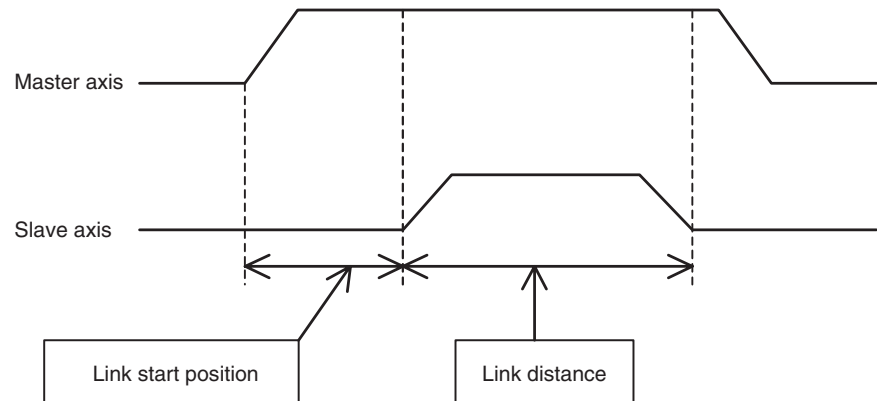 Master axis
Slave axis
Link start position
Link distance